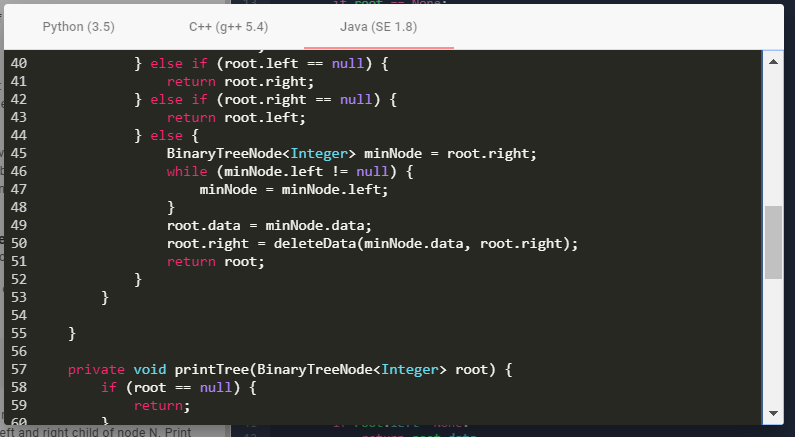 if root == None:
Python (3.5) C++ (g++ 5.4) Java (SE 1.8)
40 } else if (root.left == null) {
41 return root.right;
42 } else if (root.right == null) {
43 return root.left;
44 } else {
45 BinaryTreeNode<Integer> minNode = root.right;
46 while (minNode.left != null) {
47 minNode = minNode.left;
48 }
49 root.data = minNode.data;
50 root.right = deleteData(minNode.data, root.right);
51 return root;
52 }
53 }
54
55 }
56
57 private void printTree(BinaryTreeNode<Integer> root) {
58 if (root == null) {
59 return;
60 }
eft and right child of node N. Print